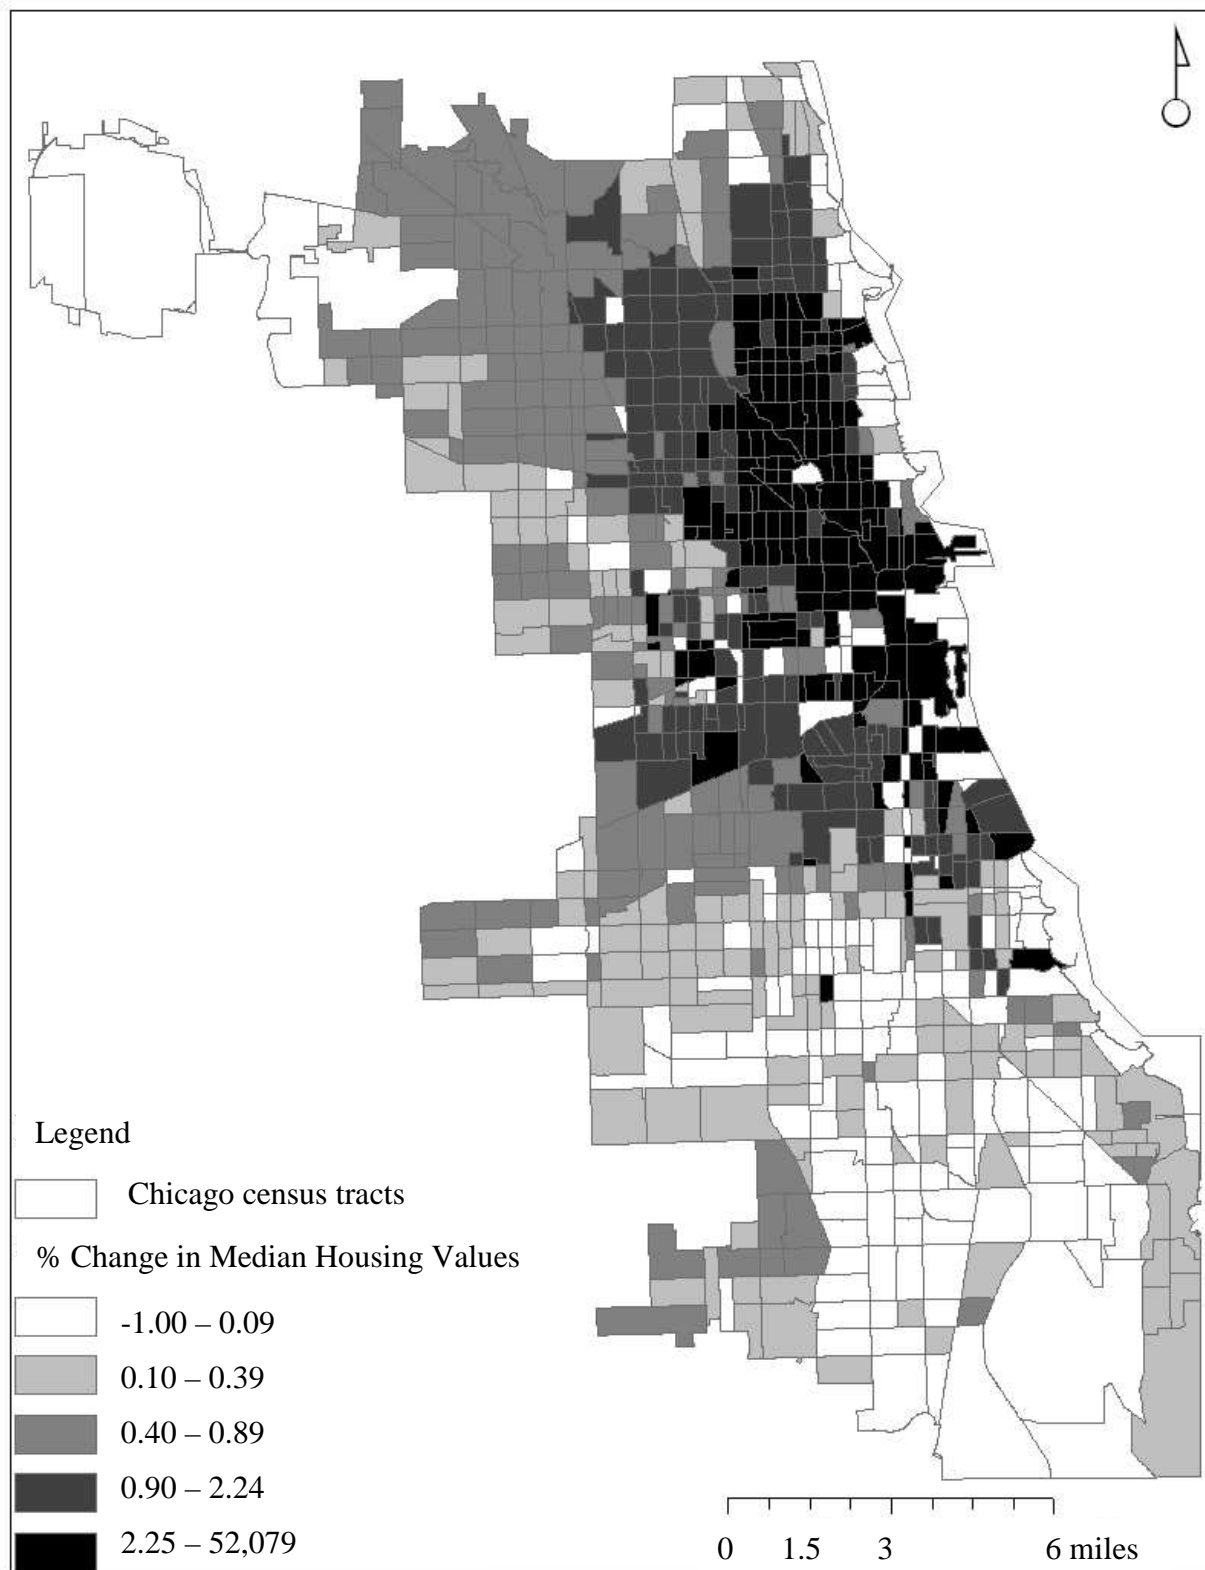 Legend
Chicago census tracts
% Change in Median Housing Values
-1.00 – 0.09
0.10 – 0.39
0.40 – 0.89
0.90 – 2.24
2.25 – 52,079
0 1.5 3 6 miles